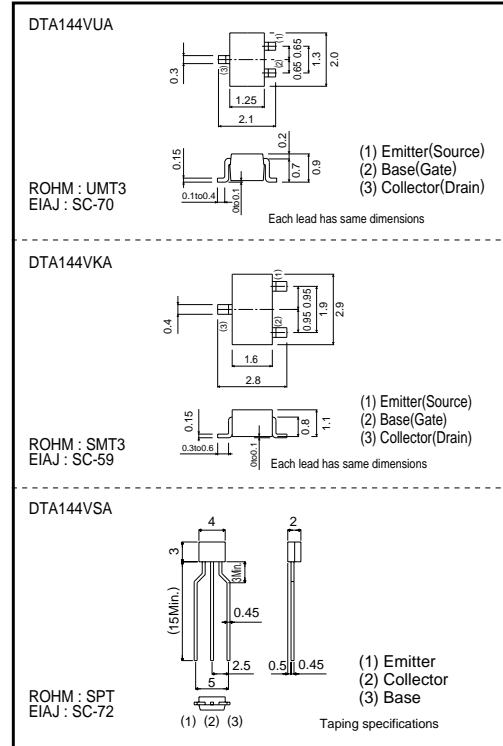 DTA144VUA
(1)
(2)
(3)
0.3
0.65
0.65
1.3
2.0
1.25
2.1
0.15
0.2
0.7
0.9
0.1to0.4
0to0.1
ROHM : UMT3
EIAJ : SC-70
(1) Emitter(Source)
(2) Base(Gate)
(3) Collector(Drain)
Each lead has same dimensions
DTA144VKA
(1)
(2)
(3)
0.4
0.95
0.95
1.9
2.9
1.6
2.8
0.15
0.8
1.1
0.3to0.6
0to0.1
ROHM : SMT3
EIAJ : SC-59
(1) Emitter(Source)
(2) Base(Gate)
(3) Collector(Drain)
Each lead has same dimensions
DTA144VSA
4
2
3
3Min.
(15Min.)
0.45
2.5
5
0.5
0.45
(1) (2) (3)
ROHM : SPT
EIAJ : SC-72
(1) Emitter
(2) Collector
(3) Base
Taping specifications